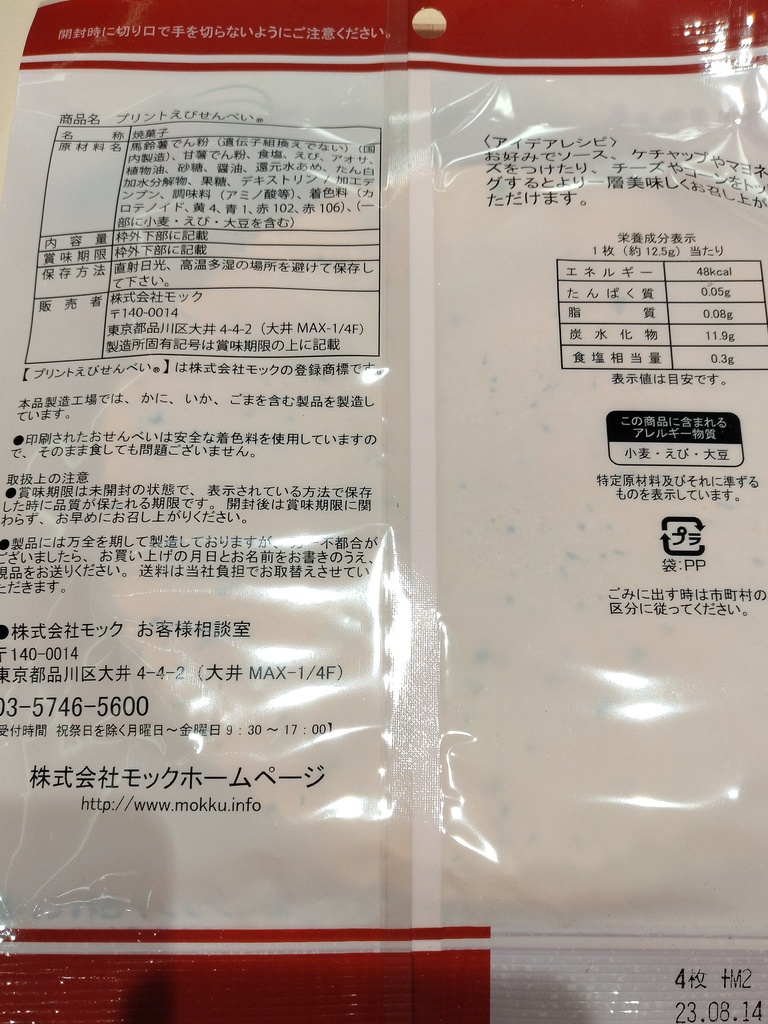 開封時に切り口で手を切らないようにご注意ください。
商品名 プリントえびせんべい®
名称 焼菓子
原材料名 馬鈴薯でん粉（遺伝子組換えでない）（国
内製造）、甘薯でん粉、食塩、えび、アオサ、
植物油、砂糖、醤油、還元水あめ、たん白
加水分解物、果糖、デキストリン / 加工デ
ンプン、調味料（アミノ酸等）、着色料（カ
ロテノイド、黄4、青1、赤102、赤106）、（一
部に小麦・えび・大豆を含む）
内容量 枠外下部に記載
賞味期限 枠外下部に記載
保存方法 直射日光、高温多湿の場所を避けて保存し
て下さい。
販売者 株式会社モック
〒140-0014
東京都品川区大井 4-4-2（大井 MAX-1/4F）
製造所固有記号は賞味期限の上に記載
【プリントえびせんべい®】は株式会社モックの登録商標です。
本品製造工場では、かに、いか、ごまを含む製品を製造し
ています。
●印刷されたおせんべいは安全な着色料を使用していますの
で、そのまま食しても問題ございません。
取扱上の注意
●賞味期限は未開封の状態で、表示されている方法で保存
した時に品質が保たれる期限です。開封後は賞味期限に関
わらず、お早めにお召し上がりください。
●製品には万全を期して製造しておりますが、 不都合が
ございましたら、お買い上げの月日とお名前をお書きのうえ、
現品をお送りください。送料は当社負担でお取替えさせてい
ただきます。
●株式会社モック お客様相談室
〒140-0014
東京都品川区大井 4-4-2（大井 MAX-1/4F）
03-5746-5600
受付時間 祝祭日を除く月曜日～金曜日 9：30 ～ 17：00】
株式会社モックホームページ
http://www.mokku.info
〈アイデアレシピ〉
お好みでソース、ケチャップやマヨネ
ズをつけたり、チーズやコーンをトッ
グするとより一層美味しくお召し上が
ただけます。
栄養成分表示
1枚（約12.5g）当たり
エネルギー 48kcal
たんぱく質 0.05g
脂質 0.08g
炭水化物 11.9g
食塩相当量 0.3g
表示値は目安です。
この商品に含まれる
アレルギー物質
小麦・えび・大豆
特定原材料及びそれに準ずる
ものを表示しています。
プラ
袋:PP
ごみに出す時は市町村の
区分に従ってください。
4枚 +M2
23.08.14